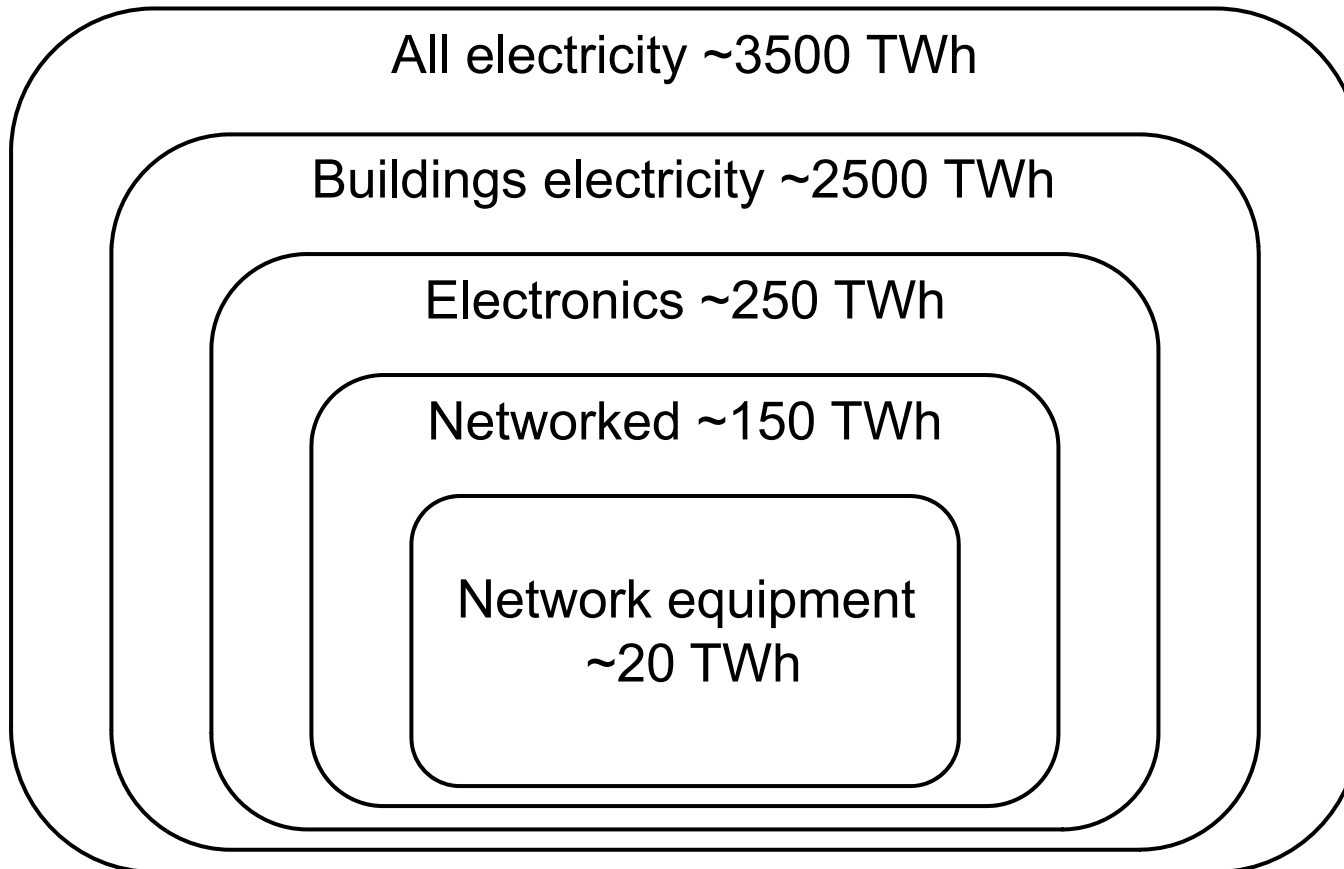 All electricity ~3500 TWh
Buildings electricity ~2500 TWh
Electronics ~250 TWh
Networked ~150 TWh
Network equipment
~20 TWh